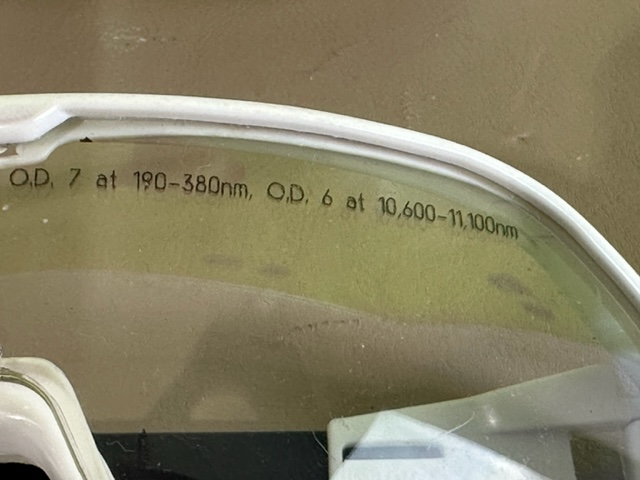 O.D. 7 at 190-380nm, O.D. 6 at 10,600-11,100nm